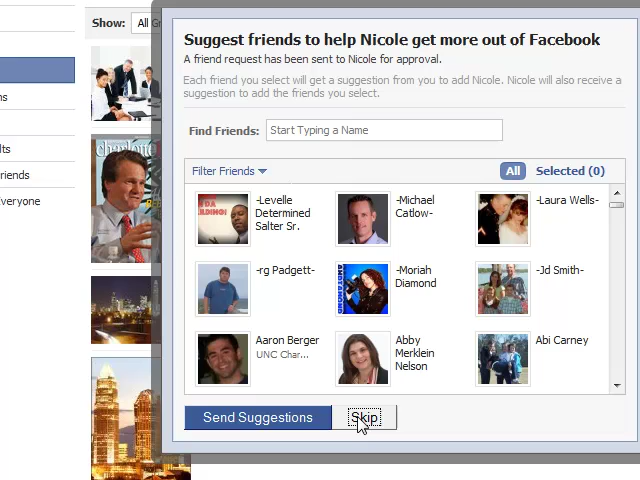 Show: All Gr
ns
lts
riends
veryone
charlotte
Suggest friends to help Nicole get more out of Facebook
A friend request has been sent to Nicole for approval.
Each friend you select will get a suggestion from you to add Nicole. Nicole will also receive a
suggestion to add the friends you select.
Find Friends: Start Typing a Name
Filter Friends All Selected (0)
-Levelle
Determined
Salter Sr.
-Michael
Catlow-
-Laura Wells-
-rg Padgett-
-Moriah
Diamond
-Jd Smith-
Aaron Berger
UNC Char...
Abby
Merklein
Nelson
Abi Carney
Send Suggestions Skip